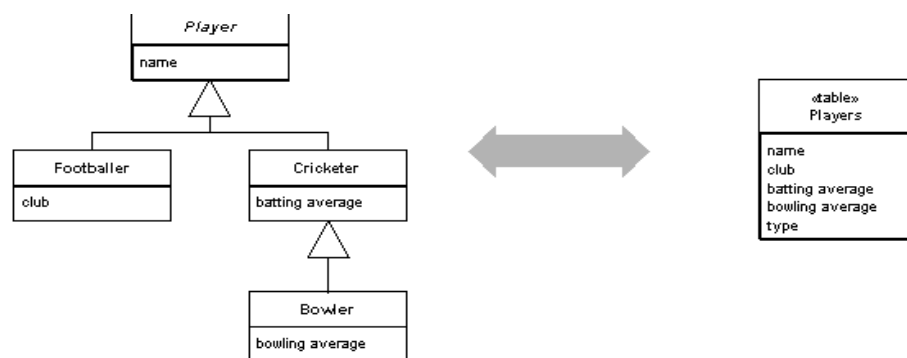 Player
name
Footballer
club
Cricketer
batting average
Bowler
bowling average
«table»
Players
name
club
batting average
bowling average
type